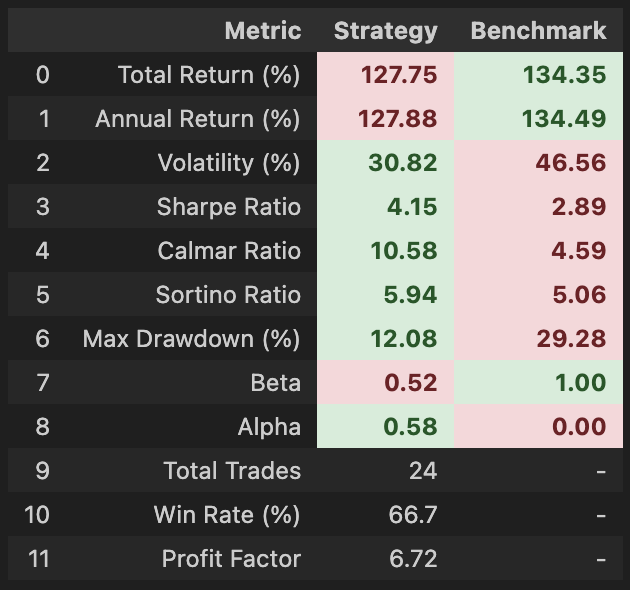 Metric Strategy Benchmark
0 Total Return (%) 127.75 134.35
1 Annual Return (%) 127.88 134.49
2 Volatility (%) 30.82 46.56
3 Sharpe Ratio 4.15 2.89
4 Calmar Ratio 10.58 4.59
5 Sortino Ratio 5.94 5.06
6 Max Drawdown (%) 12.08 29.28
7 Beta 0.52 1.00
8 Alpha 0.58 0.00
9 Total Trades 24 -
10 Win Rate (%) 66.7 -
11 Profit Factor 6.72 -